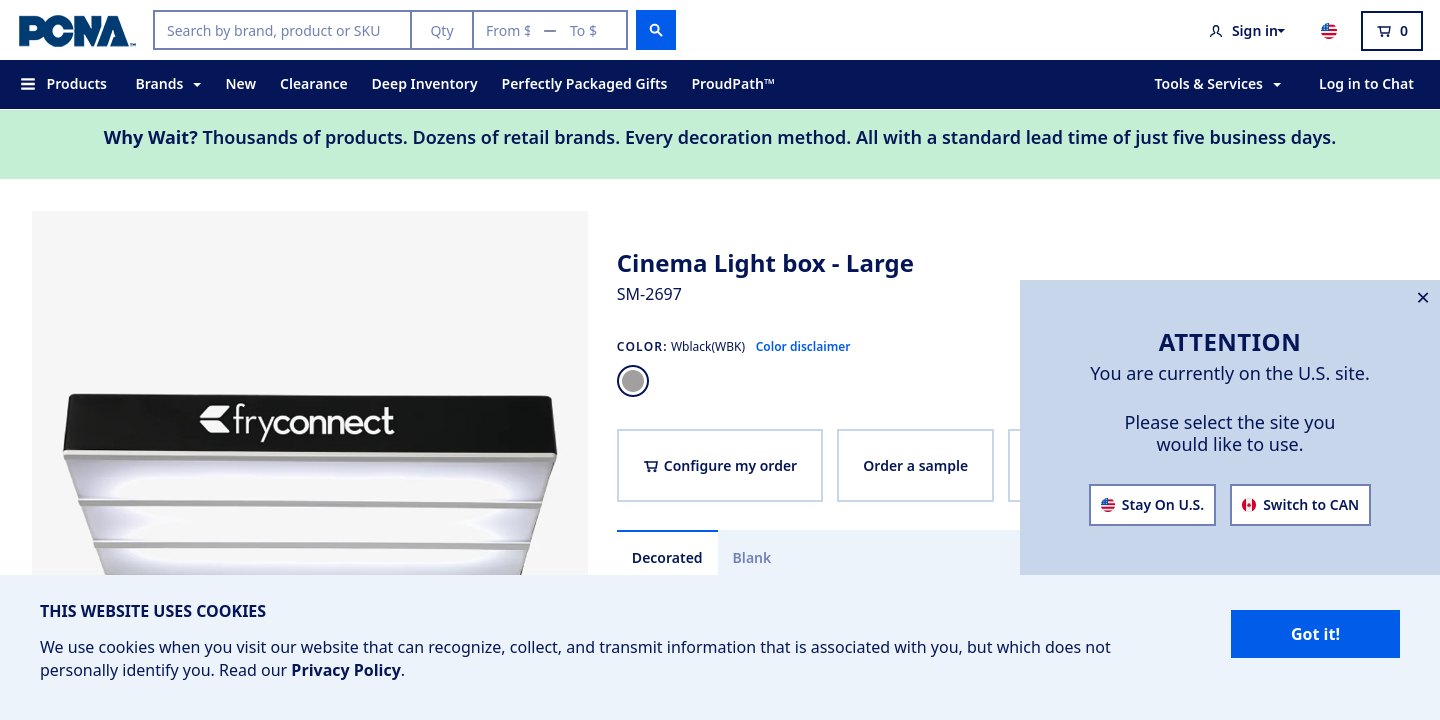 PCNA
Search by brand, product or SKU
Qty
From $ — To $
Sign in
0
Products
Brands
New
Clearance
Deep Inventory
Perfectly Packaged Gifts
ProudPath™
Tools & Services
Log in to Chat
Why Wait? Thousands of products. Dozens of retail brands. Every decoration method. All with a standard lead time of just five business days.
fryconnect
Cinema Light box - Large
SM-2697
COLOR: Wblack(WBK) Color disclaimer
Configure my order
Order a sample
Decorated
Blank
ATTENTION
You are currently on the U.S. site.
Please select the site you
would like to use.
Stay On U.S.
Switch to CAN
THIS WEBSITE USES COOKIES
We use cookies when you visit our website that can recognize, collect, and transmit information that is associated with you, but which does not
personally identify you. Read our Privacy Policy.
Got it!